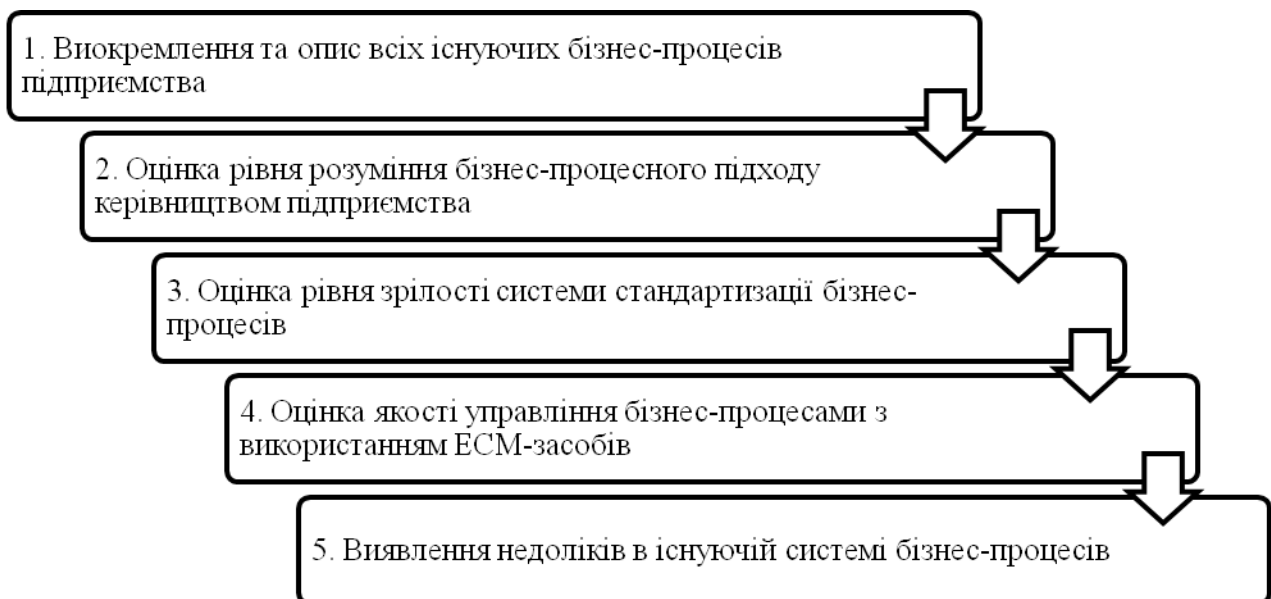 1. Виокремлення та опис всіх існуючих бізнес-процесів
підприємства
2. Оцінка рівня розуміння бізнес-процесного підходу
керівництвом підприємства
3. Оцінка рівня зрілості системи стандартизації бізнес-
процесів
4. Оцінка якості управління бізнес-процесами з
використанням ЕСМ-засобів
5. Виявлення недоліків в існуючій системі бізнес-процесів